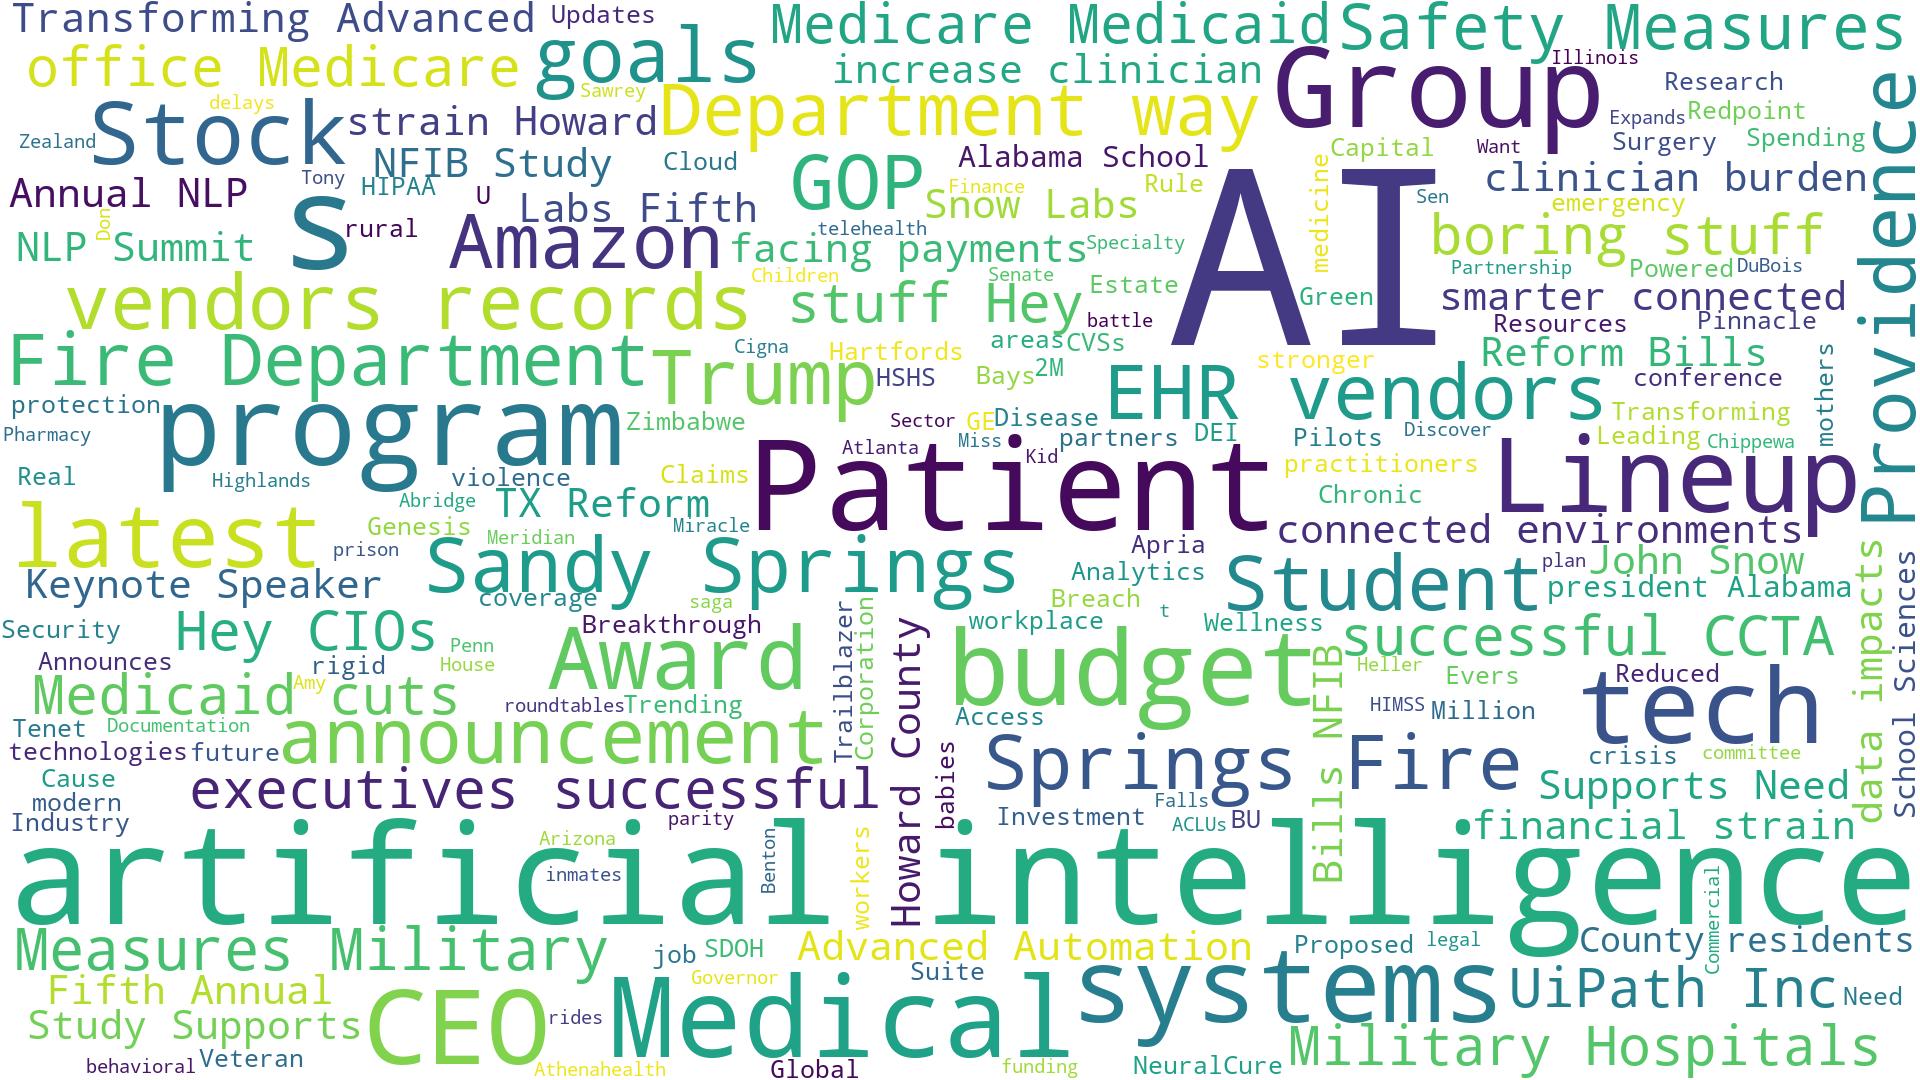 Transforming Advanced
Updates
Medicare Medicaid
Safety Measures
office Medicare
goals
increase clinician
Group
Illinois
Research
delays
Sawrey
Department way
Expands
Redpoint
Zealand
Stock
strain Howard
Surgery
Spending
NFIB Study
Cloud
GOP
Alabama School
Capital
Want
Providence
Annual NLP
Tony
HIPAA
U
Labs Fifth
Snow Labs
Finance
Rule
AI
medicine
Sen
clinician burden
emergency
NLP Summit
Don
s
rural
Amazon
telehealth
facing payments
Specialty
boring stuff
Partnership
Powered
DuBois
vendors records
Children
Senate
stuff Hey
Estate
Green
smarter connected
battle
Resources
Pinnacle
Fire Department
Cigna
Hartfords
areas
CVSs
stronger
Reform Bills
Trump
HSHS
Bays
2M
EHR vendors
conference
mothers
protection
program
Zimbabwe
Sector
GE
Disease
Transforming
Pharmacy
Atlanta
Miss
partners
DEI
Pilots
Discover
Leading
Chippewa
Real
Highlands
violence
Claims
Patient
Kid
practitioners
Lineup
latest
Abridge
TX Reform
Chronic
Genesis
Meridian
Miracle
connected environments
prison
Sandy Springs
Apria
Student
plan
John Snow
Keynote Speaker
coverage
saga
Analytics
Breach
president Alabama
data impacts
School Sciences
Security
Hey CIOs
Penn
Breakthrough
Trailblazer
Corporation
workplace
t
Wellness
successful CCTA
Announces
rigid
House
Award
Howard County
budget
Bills NFIB
Heller
Evers
Reduced
Medicaid cuts
Amy
roundtables
Trending
Access
HIMSS
Million
tech
Tenet
Documentation
announcement
technologies
future
babies
Springs Fire
crisis
committee
Cause
executives successful
Supports Need
modern
Investment
Falls
Industry
parity
ACLUs
BU
financial strain
artificial intelligence
Arizona
Benton
workers
inmates
Commercial
Measures Military
job
SDOH
Advanced Automation
Proposed
legal
County residents
Fifth Annual
Governor
Suite
systems
UiPath Inc
Need
Study Supports
CEO
rides
Medical
Military Hospitals
behavioral
Veteran
Athenahealth
Global
funding
NeuralCure